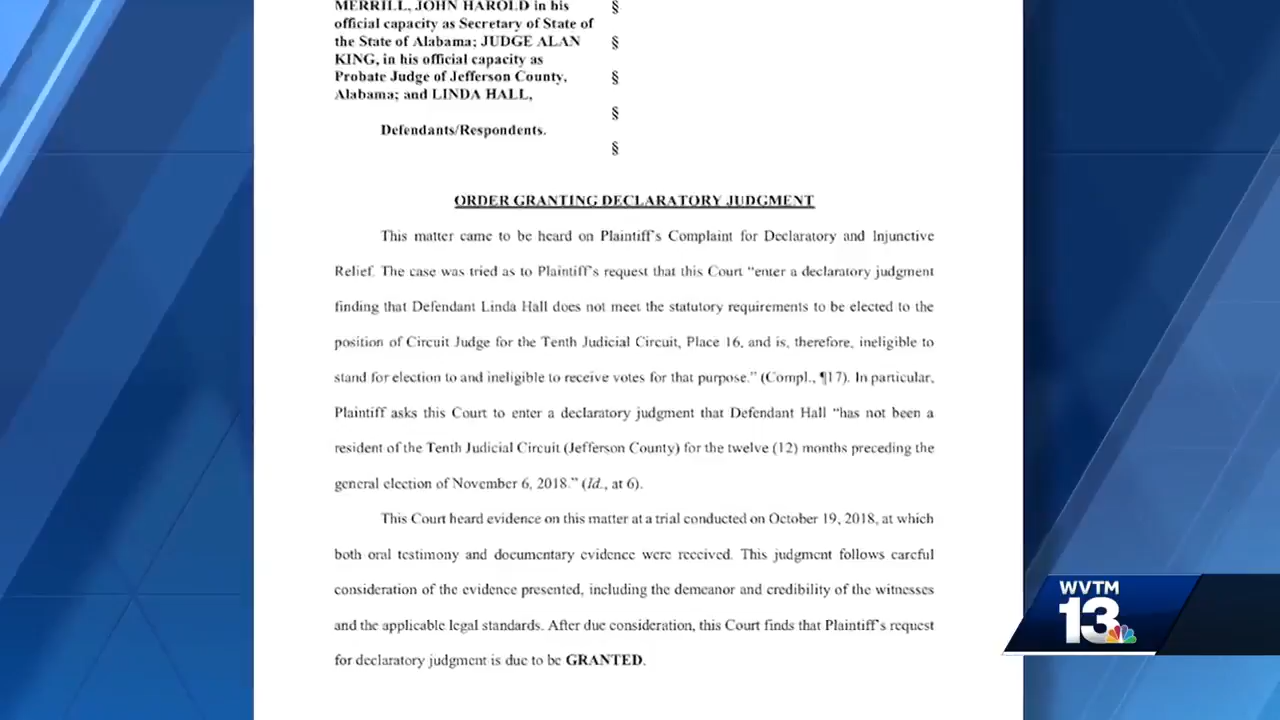 MERRILL, JOHN HAROLD in his §
official capacity as Secretary of State of
the State of Alabama; JUDGE ALAN §
KING, in his official capacity as
Probate Judge of Jefferson County, §
Alabama; and LINDA HALL,
§
Defendants/Respondents.
§
ORDER GRANTING DECLARATORY JUDGMENT
This matter came to be heard on Plaintiff's Complaint for Declaratory and Injunctive
Relief. The case was tried as to Plaintiff's request that this Court “enter a declaratory judgment
finding that Defendant Linda Hall does not meet the statutory requirements to be elected to the
position of Circuit Judge for the Tenth Judicial Circuit, Place 16, and is, therefore, ineligible to
stand for election to and ineligible to receive votes for that purpose.” (Compl., ¶17). In particular,
Plaintiff asks this Court to enter a declaratory judgment that Defendant Hall “has not been a
resident of the Tenth Judicial Circuit (Jefferson County) for the twelve (12) months preceding the
general election of November 6, 2018.” (Id., at 6).
This Court heard evidence on this matter at a trial conducted on October 19, 2018, at which
both oral testimony and documentary evidence were received. This judgment follows careful
consideration of the evidence presented, including the demeanor and credibility of the witnesses
and the applicable legal standards. After due consideration, this Court finds that Plaintiff's request
for declaratory judgment is due to be GRANTED.
WVTM
13